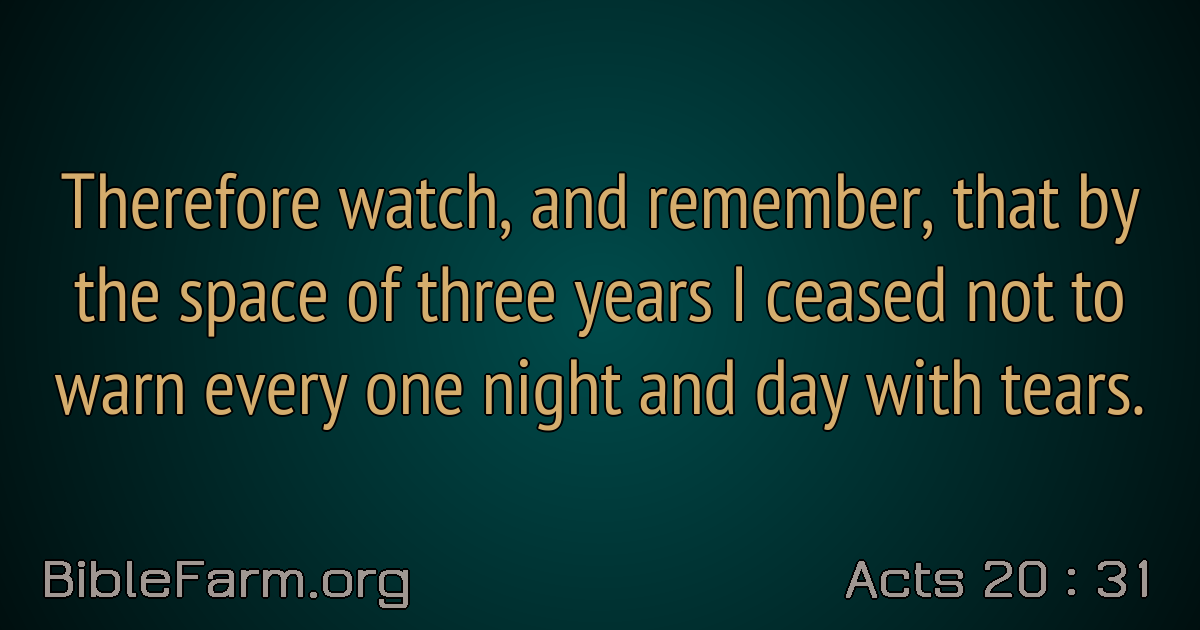 Therefore watch, and remember, that by
the space of three years I ceased not to
warn every one night and day with tears.
BibleFarm.org
Acts 20 : 31